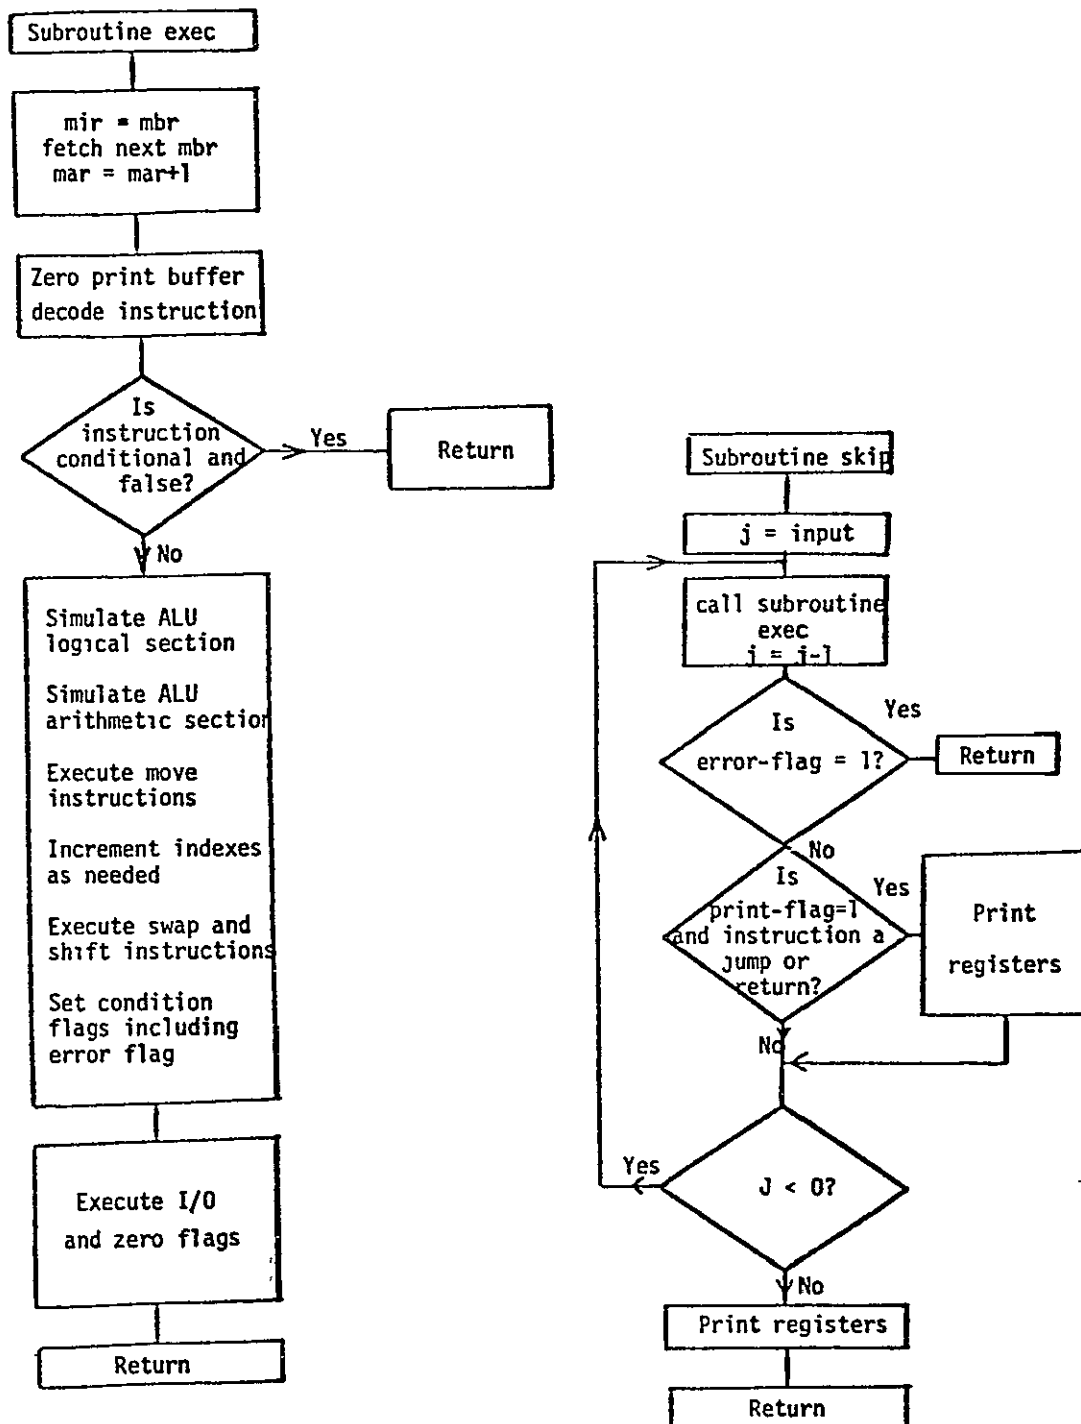 Subroutine exec
mir = mbr
fetch next mbr
mar = mar+1
Zero print buffer
decode instruction
Is
instruction
conditional and
false?
Yes
Return
No
Simulate ALU
logical section
Simulate ALU
arithmetic section
Execute move
instructions
Increment indexes
as needed
Execute swap and
shift instructions
Set condition
flags including
error flag
Execute I/O
and zero flags
Return
Subroutine skip
j = input
call subroutine
exec
j = j-1
Is
error-flag = 1?
Yes
Return
No
Is
print-flag=1
and instruction a
jump or
return?
Yes
Print
registers
No
J < 0?
Yes
No
Print registers
Return